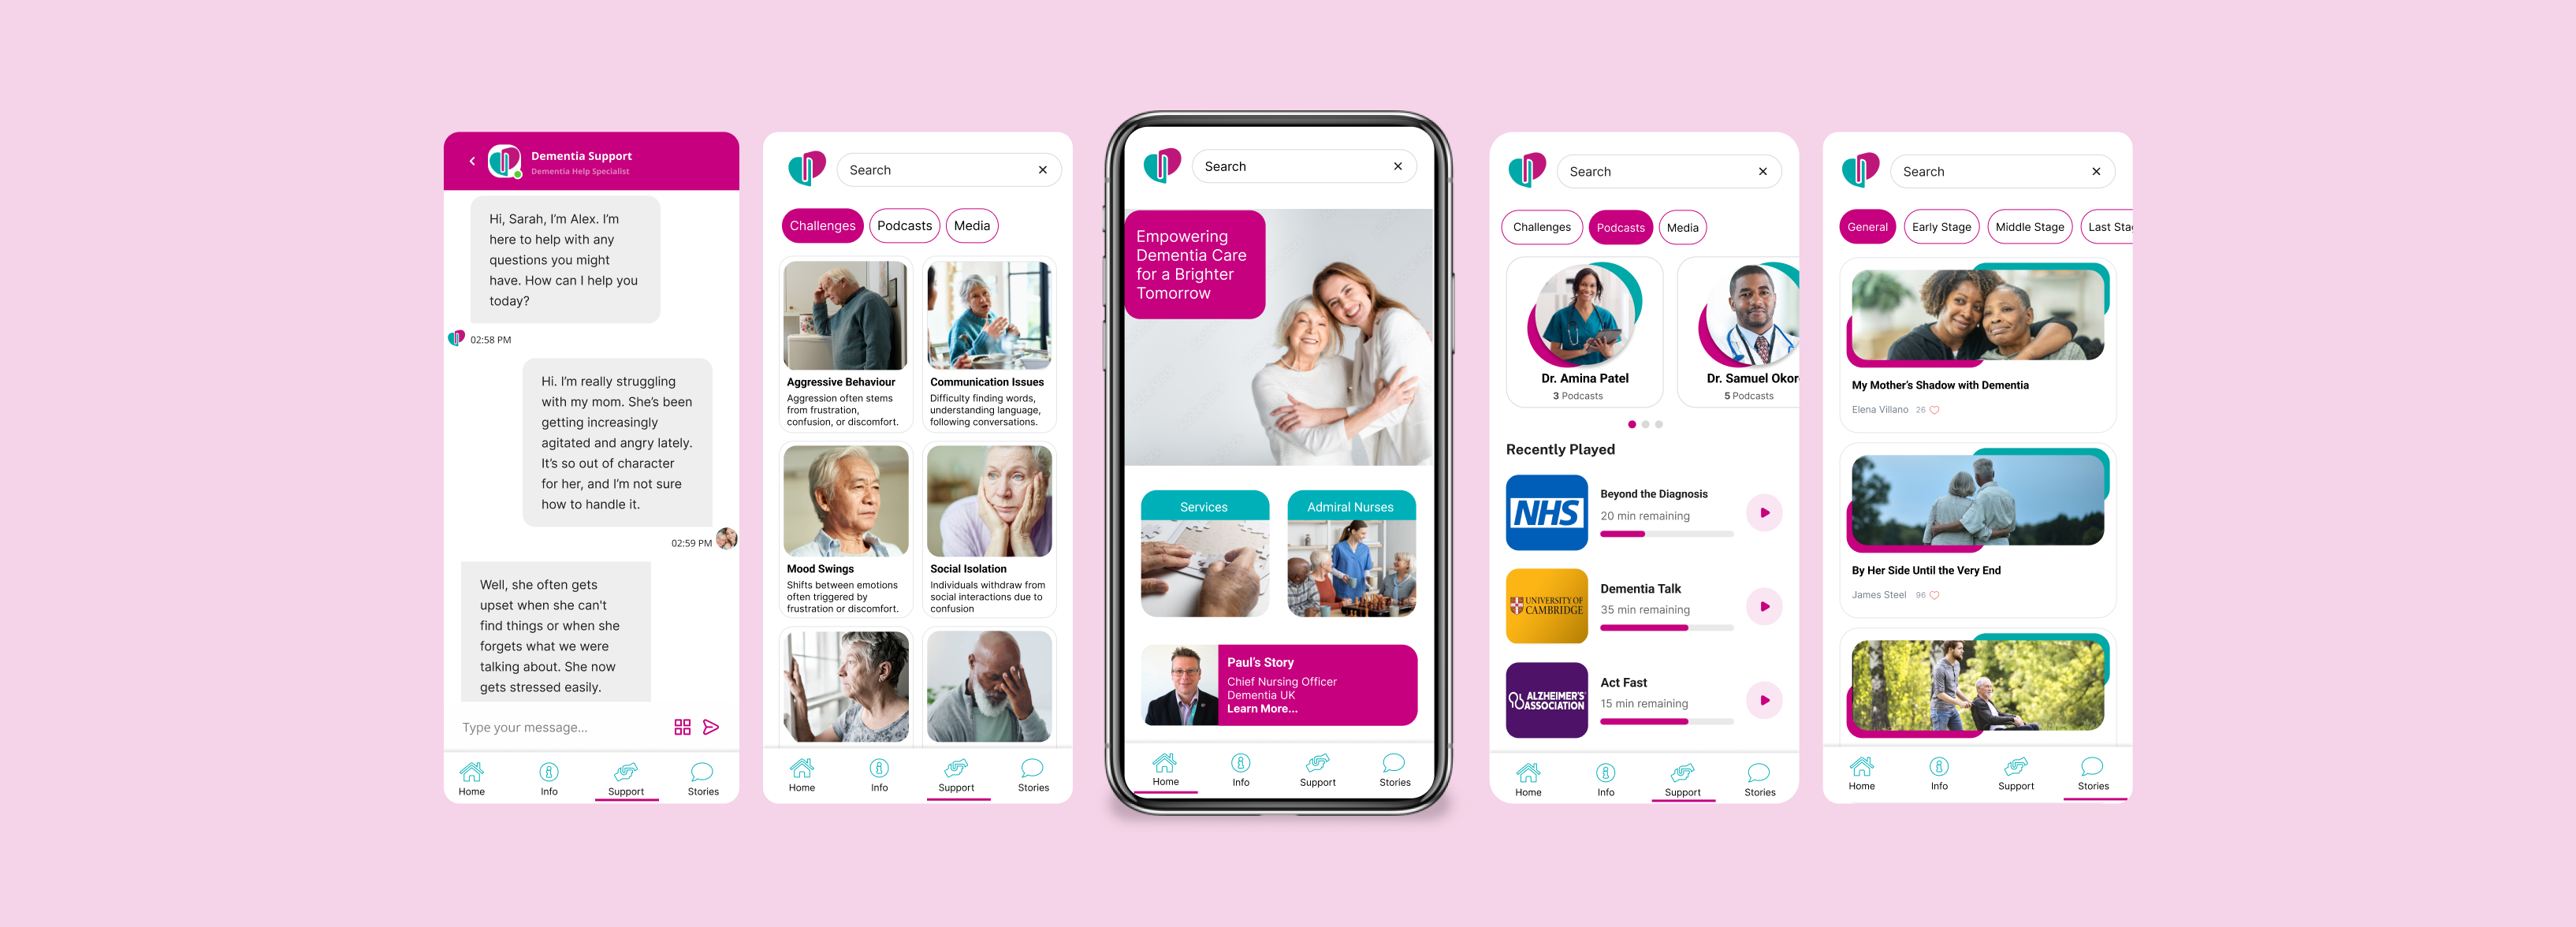 Dementia Support
Dementia Help Specialist
Hi, Sarah, I'm Alex. I'm
here to help with any
questions you might
have. How can I help you
today?
02:58 PM
Hi. I'm really struggling
with my mom. She's been
getting increasingly
agitated and angry lately.
It's so out of character
for her, and I'm not sure
how to handle it.
02:59 PM
Well, she often gets
upset when she can't
find things or when she
forgets what we were
talking about. She now
gets stressed easily.
Type your message...
Home Info Support Stories
Search
Challenges Podcasts Media
Aggressive Behaviour
Aggression often stems
from frustration,
confusion, or discomfort.
Communication Issues
Difficulty finding words,
understanding language,
following conversations.
Mood Swings
Shifts between emotions
often triggered by
frustration or discomfort.
Social Isolation
Individuals withdraw from
social interactions due to
confusion
Home Info Support Stories
Search
Empowering
Dementia Care
for a Brighter
Tomorrow
Services
Admiral Nurses
Paul's Story
Chief Nursing Officer
Dementia UK
Learn More...
Home Info Support Stories
Search
Challenges Podcasts Media
Dr. Amina Patel
3 Podcasts
Dr. Samuel Okor
5 Podcasts
Recently Played
NHS
Beyond the Diagnosis
20 min remaining
UNIVERSITY OF
CAMBRIDGE
Dementia Talk
35 min remaining
ALZHEIMER'S
ASSOCIATION
Act Fast
15 min remaining
Home Info Support Stories
Search
General Early Stage Middle Stage Last Sta
My Mother's Shadow with Dementia
Elena Villano 26
By Her Side Until the Very End
James Steel 96
Home Info Support Stories